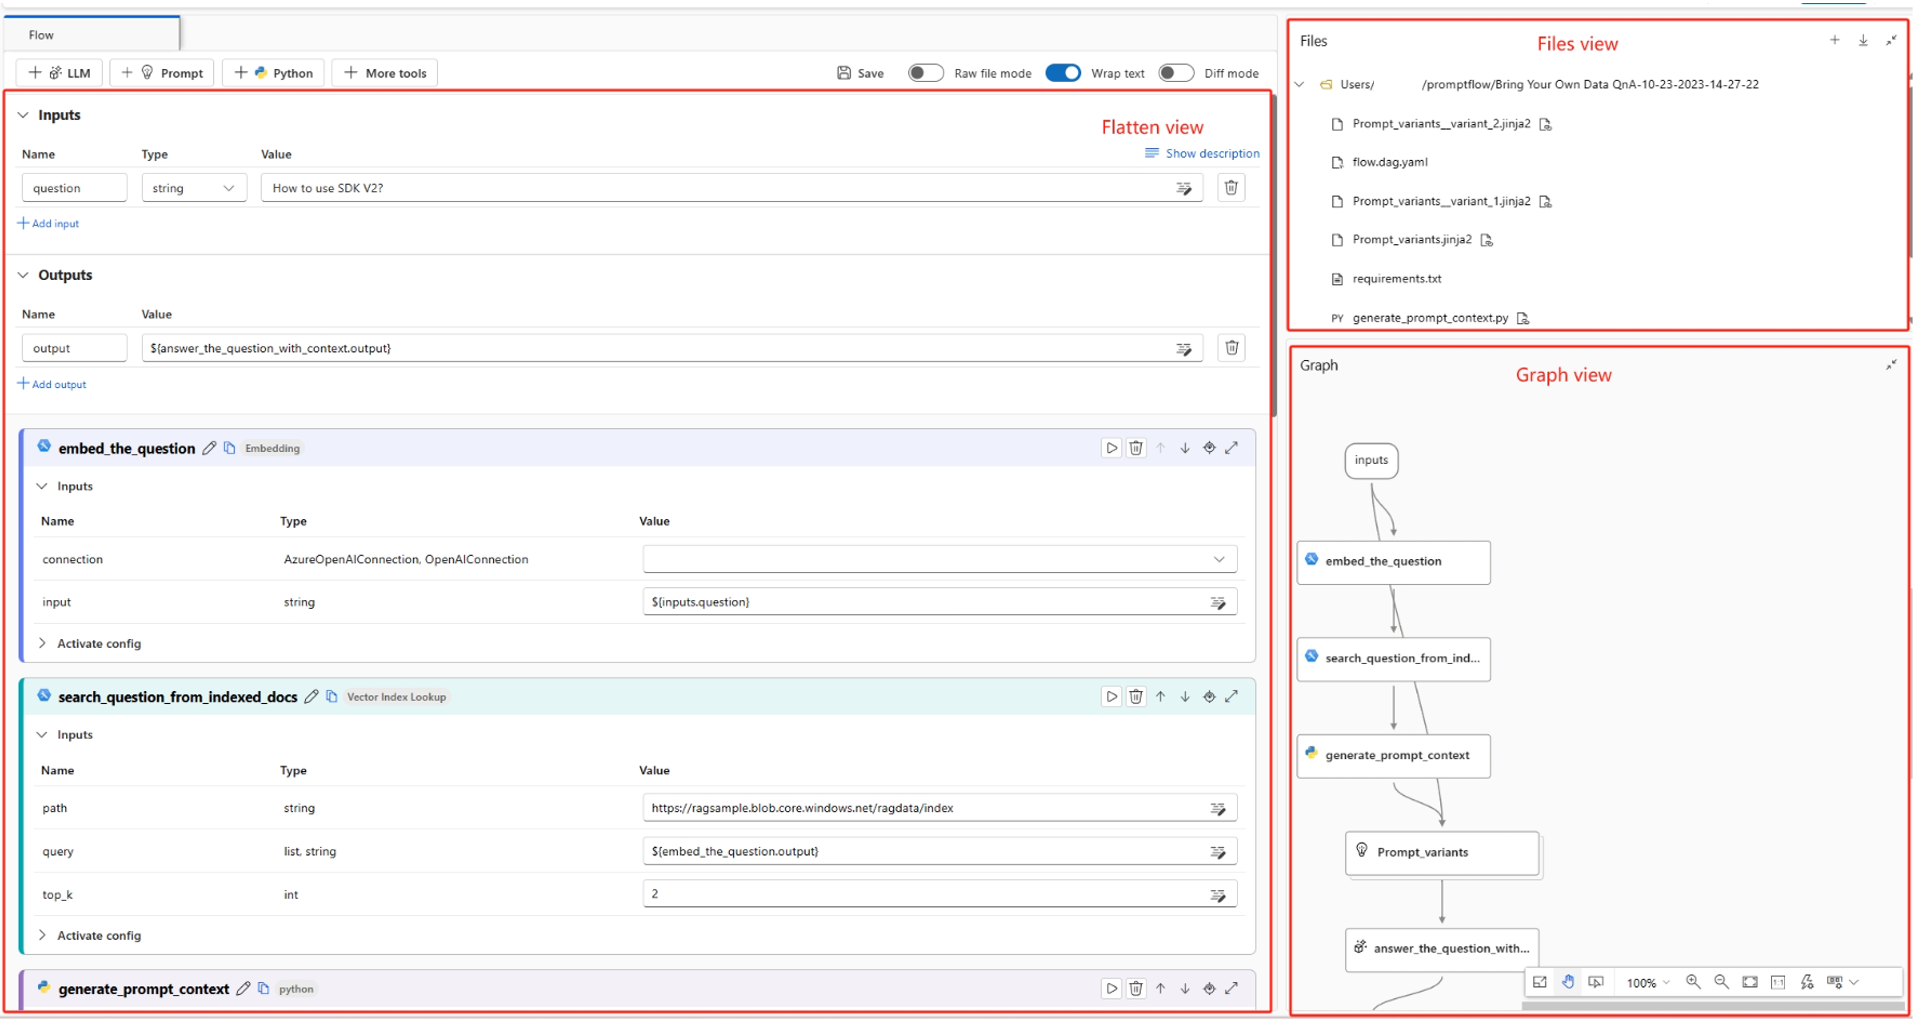 Flow
LLM
Prompt
Python
More tools
Save
Raw file mode
Wrap text
Diff mode
Flatten view
Inputs
Name Type Value
Show description
question string How to use SDK V2?
Add input
Outputs
Name Value
output ${answer_the_question_with_context.output}
Add output
embed_the_question Embedding
Inputs
Name Type Value
connection AzureOpenAIConnection, OpenAIConnection
input string ${inputs.question}
Activate config
search_question_from_indexed_docs Vector Index Lookup
Inputs
Name Type Value
path string https://ragsample.blob.core.windows.net/ragdata/index
query list, string ${embed_the_question.output}
top_k int 2
Activate config
generate_prompt_context python
Files
Files view
Users/ /promptflow/Bring Your Own Data QnA-10-23-2023-14-27-22
Prompt_variants__variant_2.jinja2
flow.dag.yaml
Prompt_variants__variant_1.jinja2
Prompt_variants.jinja2
requirements.txt
PY generate_prompt_context.py
Graph
Graph view
inputs
embed_the_question
search_question_from_ind...
generate_prompt_context
Prompt_variants
answer_the_question_with...
100%
1:1